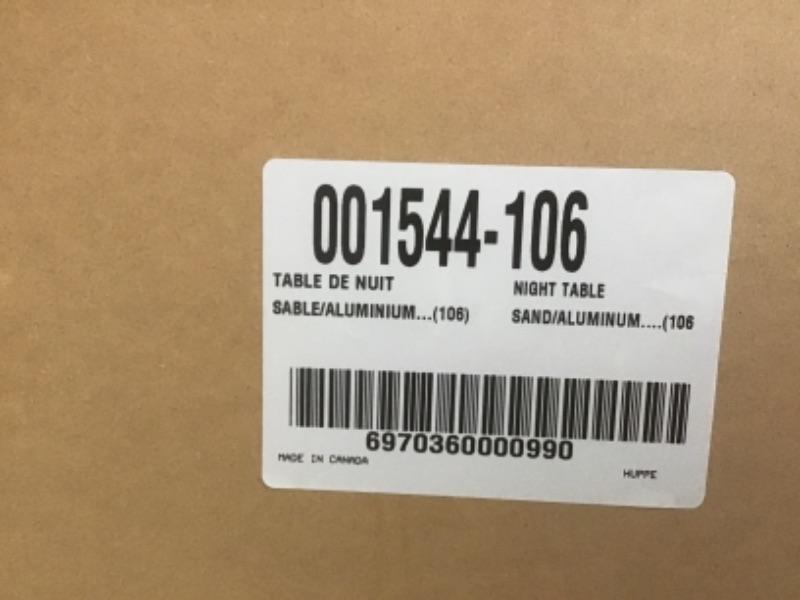 001544-106
TABLE DE NUIT NIGHT TABLE
SABLE/ALUMINIUM...(106) SAND/ALUMINUM....(106
6970360000990
MADE IN CANADA HUPPE